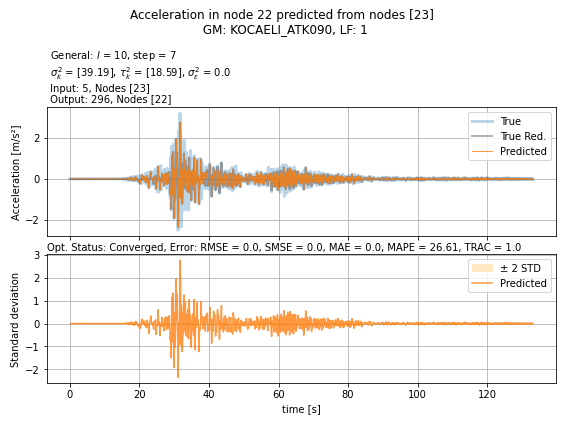 Acceleration in node 22 predicted from nodes [23]
GM: KOCAELI_ATK090, LF: 1
General: l = 10, step = 7
σ²ₖ = [39.19], τ²ₖ = [18.59], σ²ε = 0.0
Input: 5, Nodes [23]
Output: 296, Nodes [22]
Acceleration [m/s²]
2
0
−2
True
True Red.
Predicted
Opt. Status: Converged, Error: RMSE = 0.0, SMSE = 0.0, MAE = 0.0, MAPE = 26.61, TRAC = 1.0
Standard deviation
3
2
1
0
−1
−2
± 2 STD
Predicted
0 20 40 60 80 100 120
time [s]